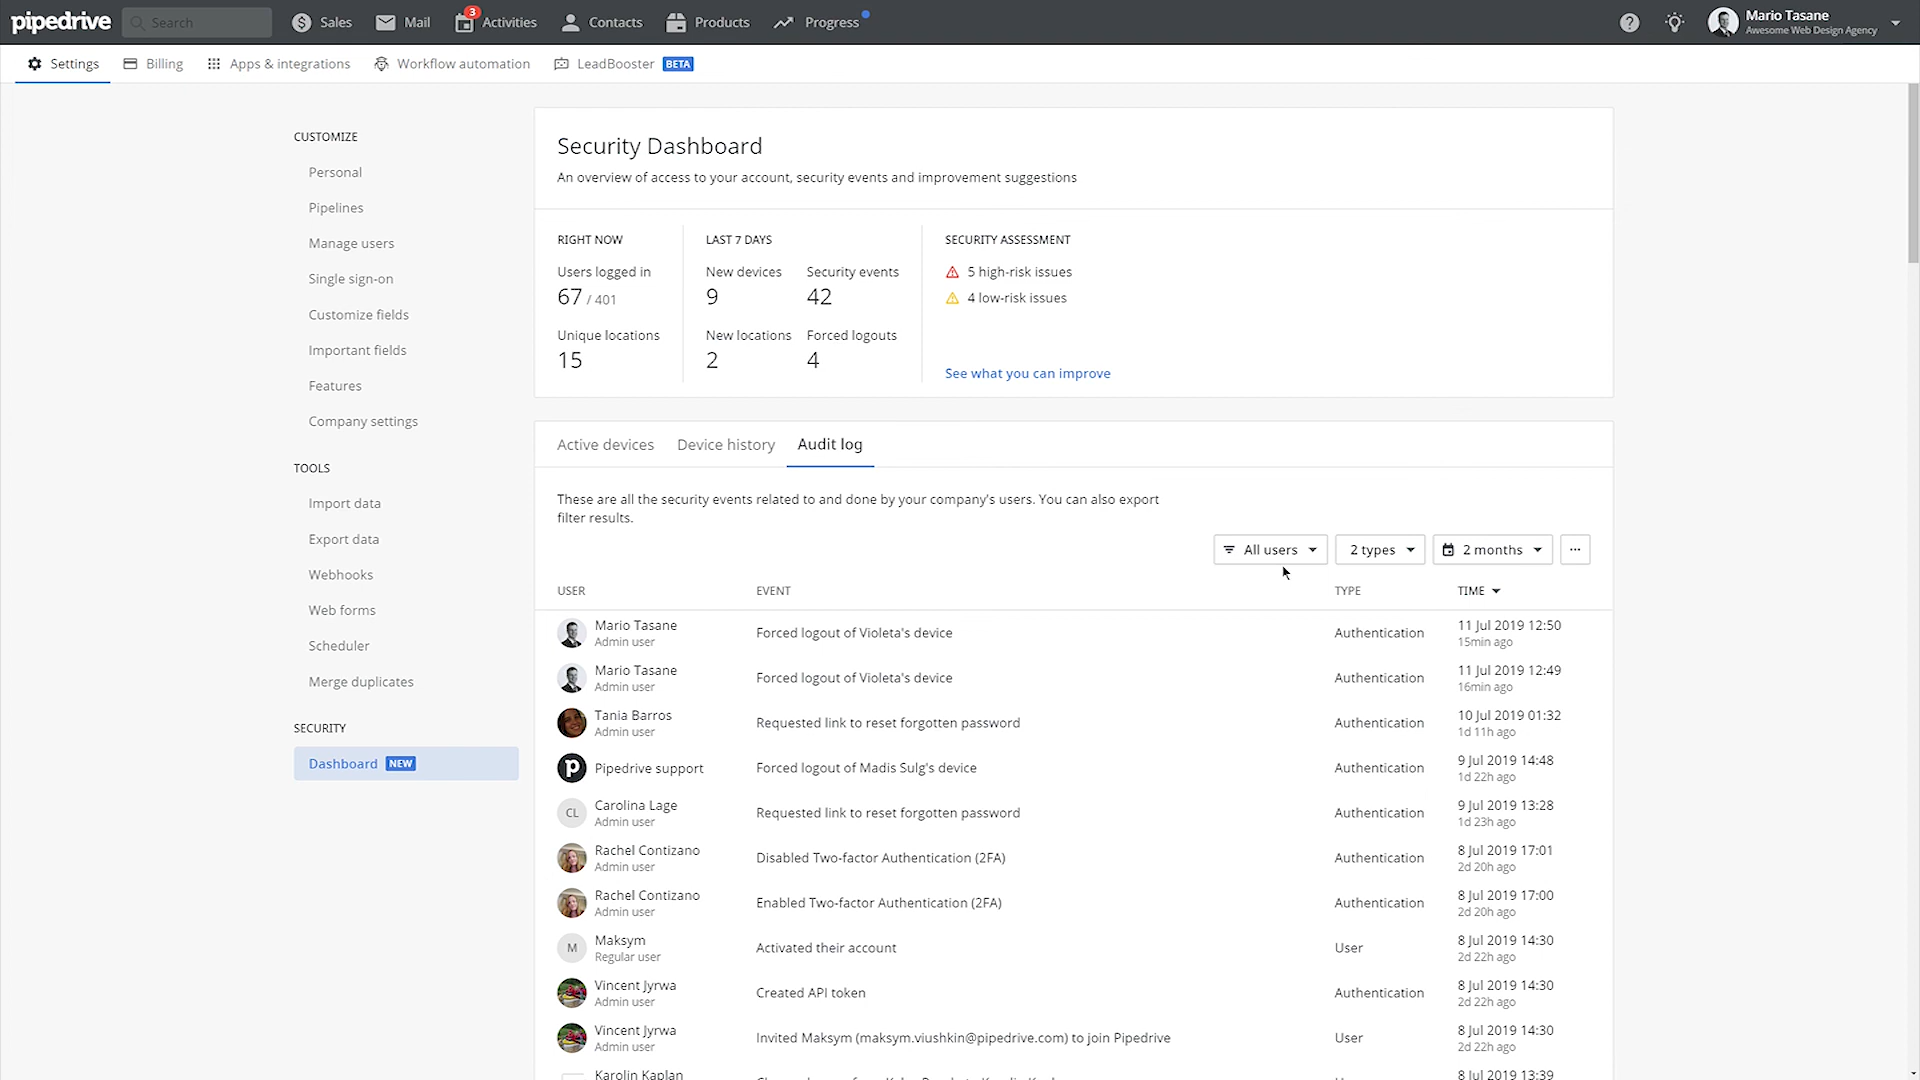 pipedrive
Search
Sales
Mail
3
Activities
Contacts
Products
Progress
Mario Tasane
Awesome Web Design Agency
Settings
Billing
Apps & integrations
Workflow automation
LeadBooster BETA
CUSTOMIZE
Personal
Pipelines
Manage users
Single sign-on
Customize fields
Important fields
Features
Company settings
TOOLS
Import data
Export data
Webhooks
Web forms
Scheduler
Merge duplicates
SECURITY
Dashboard NEW
Security Dashboard
An overview of access to your account, security events and improvement suggestions
RIGHT NOW
Users logged in
67 / 401
Unique locations
15
LAST 7 DAYS
New devices
9
Security events
42
New locations
2
Forced logouts
4
SECURITY ASSESSMENT
5 high-risk issues
4 low-risk issues
See what you can improve
Active devices
Device history
Audit log
These are all the security events related to and done by your company's users. You can also export
filter results.
All users
2 types
2 months
...
USER EVENT TYPE TIME
Mario Tasane
Admin user
Forced logout of Violeta's device
Authentication
11 Jul 2019 12:50
15min ago
Mario Tasane
Admin user
Forced logout of Violeta's device
Authentication
11 Jul 2019 12:49
16min ago
Tania Barros
Admin user
Requested link to reset forgotten password
Authentication
10 Jul 2019 01:32
1d 11h ago
p
Pipedrive support
Forced logout of Madis Sulg's device
Authentication
9 Jul 2019 14:48
1d 22h ago
CL
Carolina Lage
Admin user
Requested link to reset forgotten password
Authentication
9 Jul 2019 13:28
1d 23h ago
Rachel Contizano
Admin user
Disabled Two-factor Authentication (2FA)
Authentication
8 Jul 2019 17:01
2d 20h ago
Rachel Contizano
Admin user
Enabled Two-factor Authentication (2FA)
Authentication
8 Jul 2019 17:00
2d 20h ago
M
Maksym
Regular user
Activated their account
User
8 Jul 2019 14:30
2d 22h ago
Vincent Jyrwa
Admin user
Created API token
Authentication
8 Jul 2019 14:30
2d 22h ago
Vincent Jyrwa
Admin user
Invited Maksym (maksym.viushkin@pipedrive.com) to join Pipedrive
User
8 Jul 2019 14:30
2d 22h ago
Karolin Kaplan
8 Jul 2019 13:39